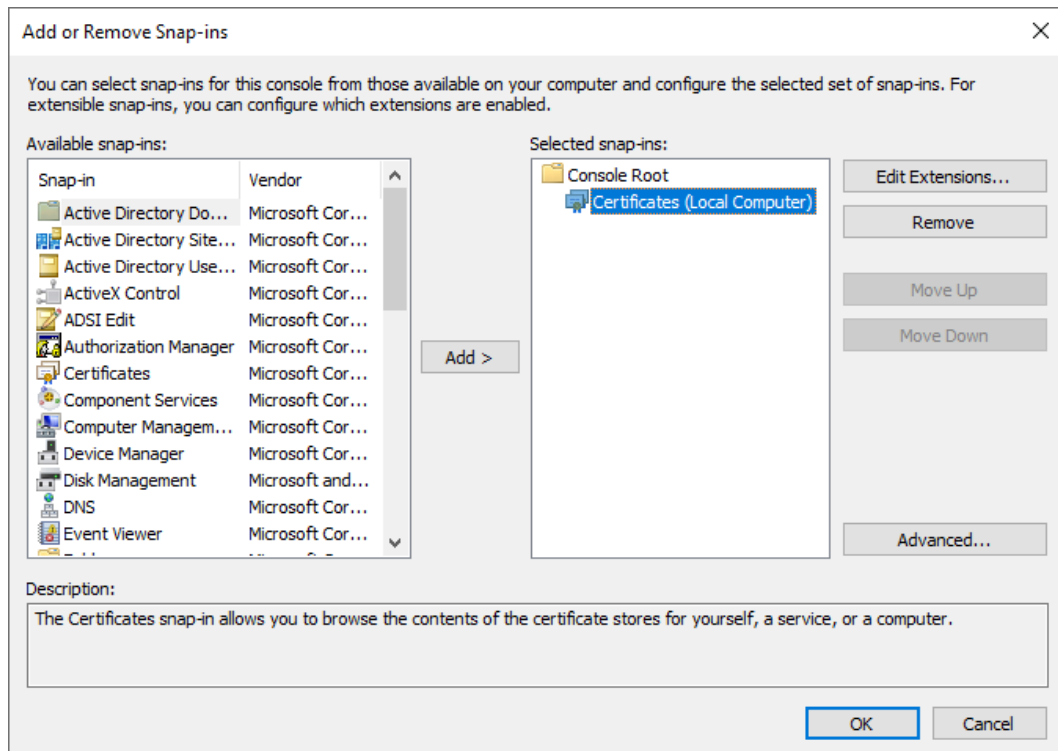 Add or Remove Snap-ins
You can select snap-ins for this console from those available on your computer and configure the selected set of snap-ins. For
extensible snap-ins, you can configure which extensions are enabled.
Available snap-ins:
Snap-in Vendor
Active Directory Do... Microsoft Cor...
Active Directory Site... Microsoft Cor...
Active Directory Use... Microsoft Cor...
ActiveX Control Microsoft Cor...
ADSI Edit Microsoft Cor...
Authorization Manager Microsoft Cor...
Certificates Microsoft Cor...
Component Services Microsoft Cor...
Computer Managem... Microsoft Cor...
Device Manager Microsoft Cor...
Disk Management Microsoft and...
DNS Microsoft Cor...
Event Viewer Microsoft Cor...
Add >
Selected snap-ins:
Console Root
Certificates (Local Computer)
Edit Extensions...
Remove
Move Up
Move Down
Advanced...
Description:
The Certificates snap-in allows you to browse the contents of the certificate stores for yourself, a service, or a computer.
OK Cancel